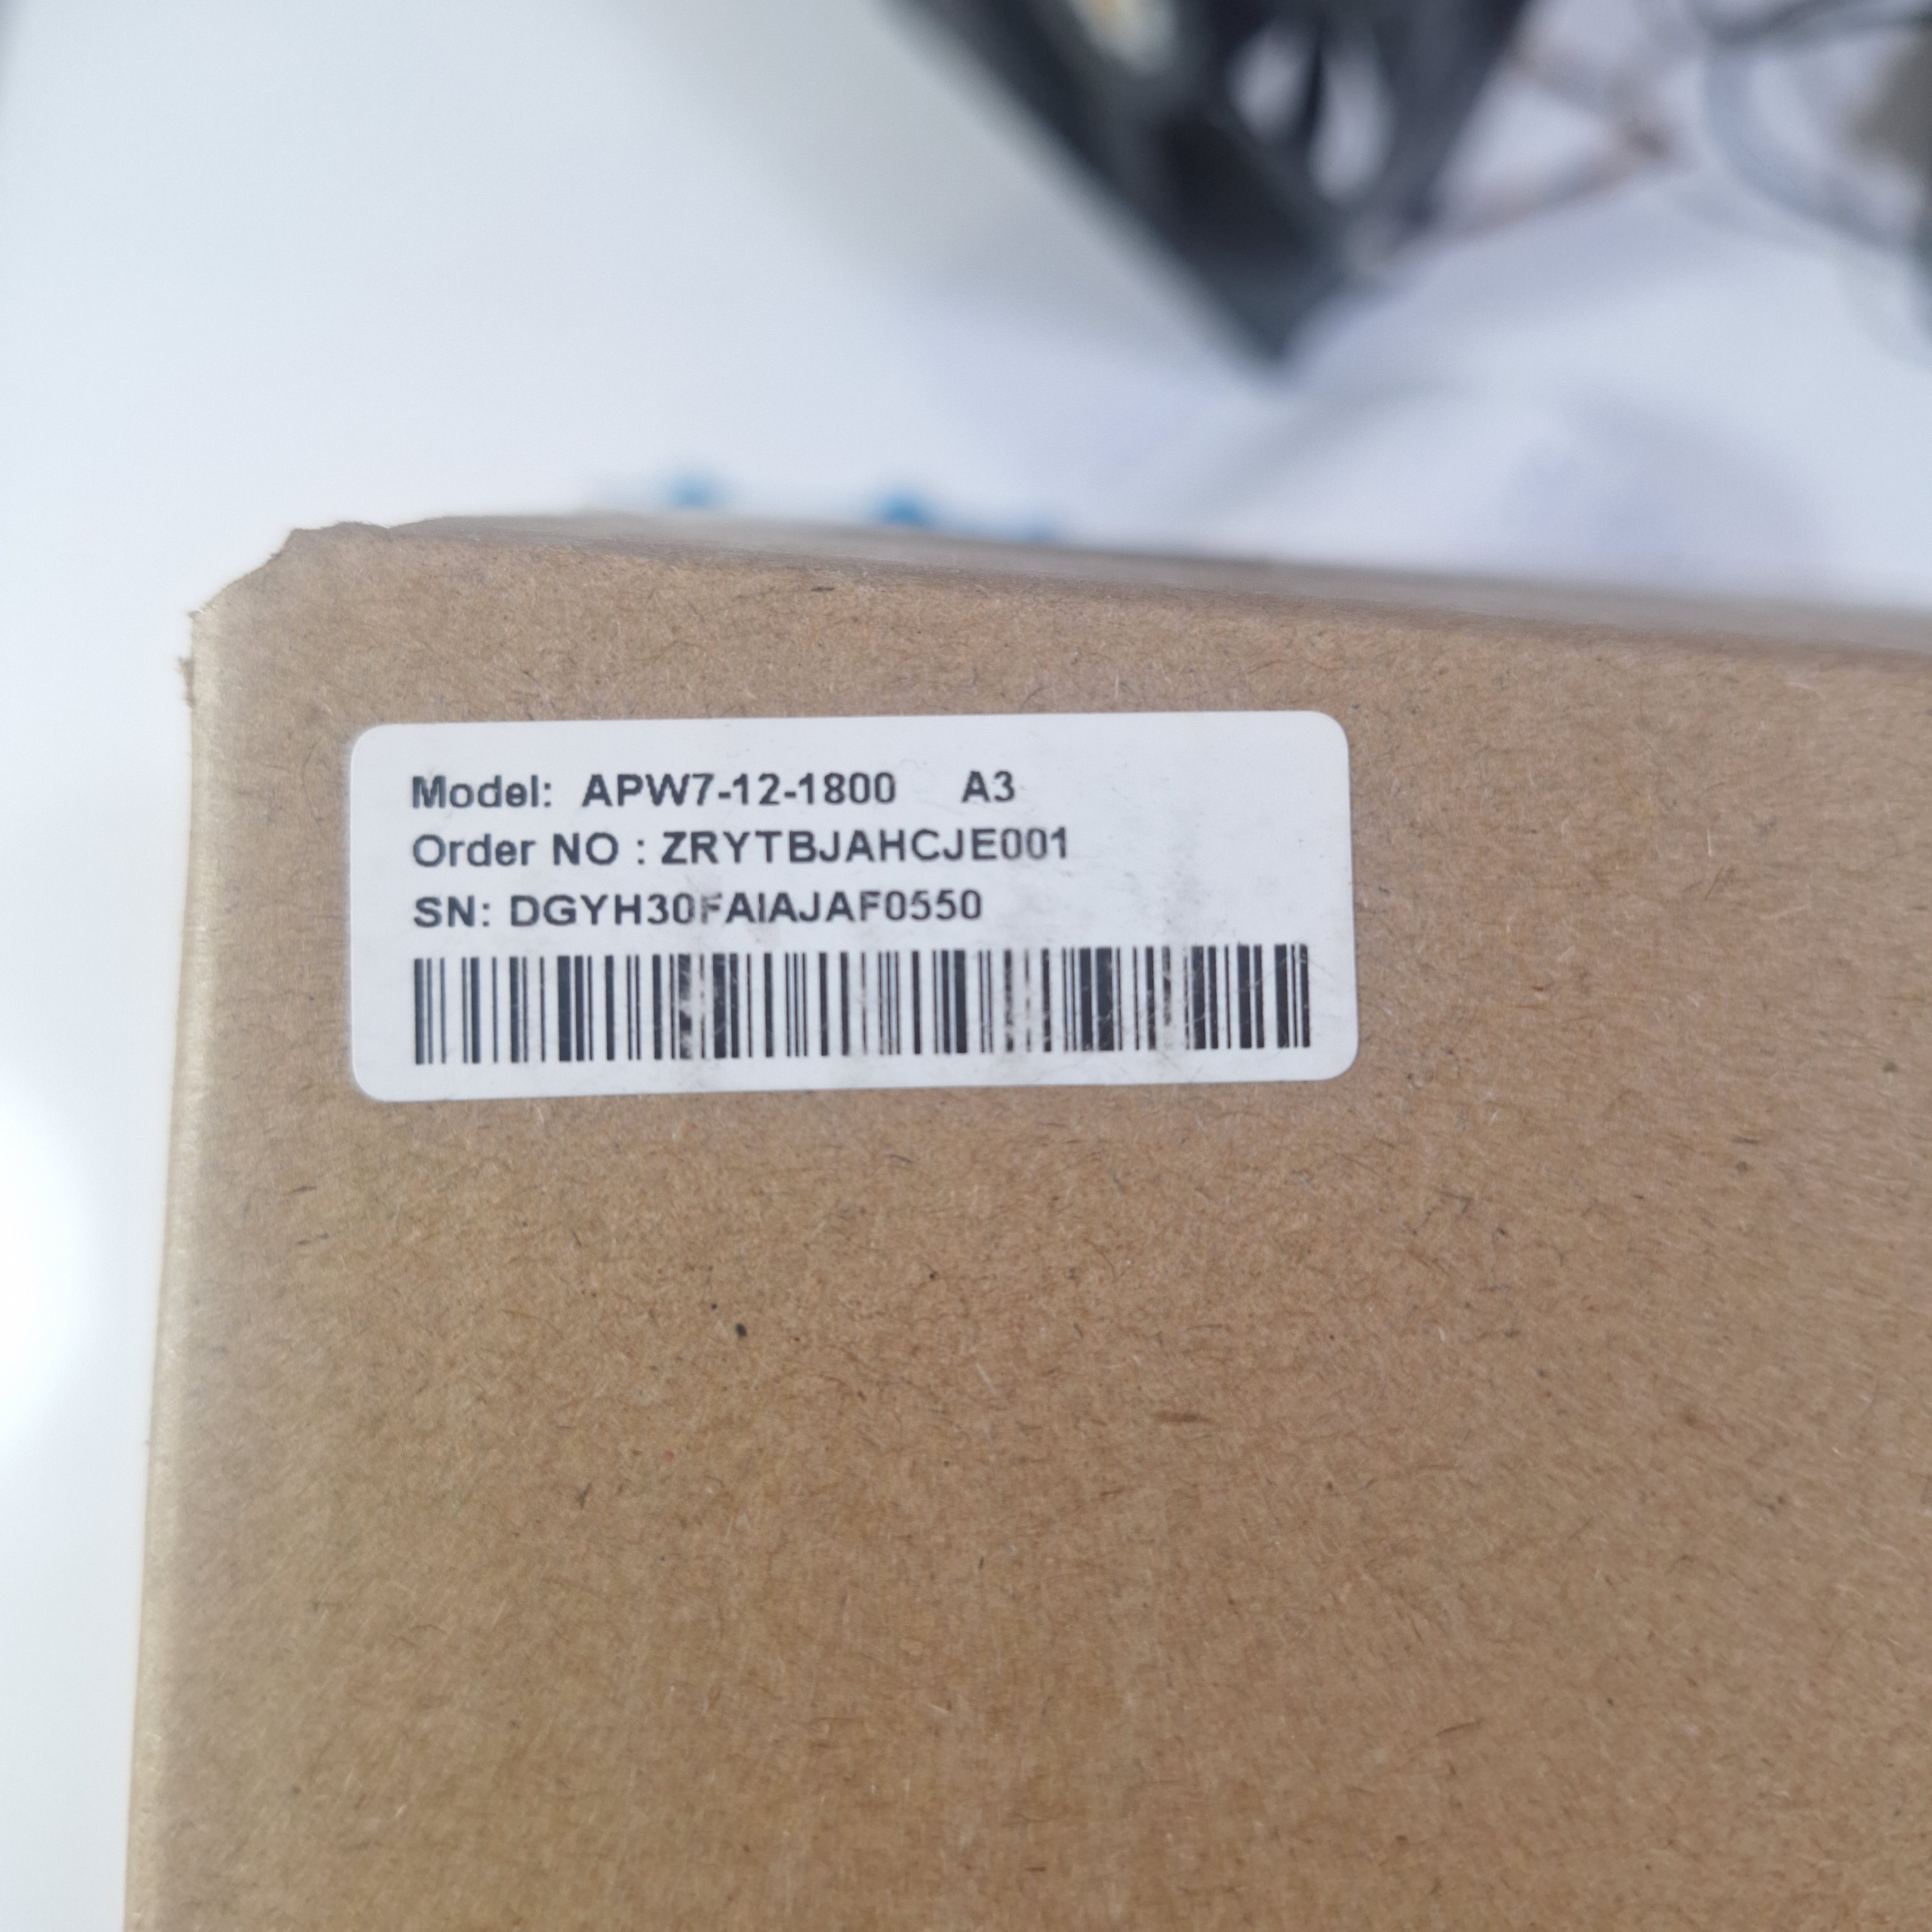 Model: APW7-12-1800 A3
Order NO : ZRYTBJAHCJE001
SN: DGYH30FAIAJAF0550